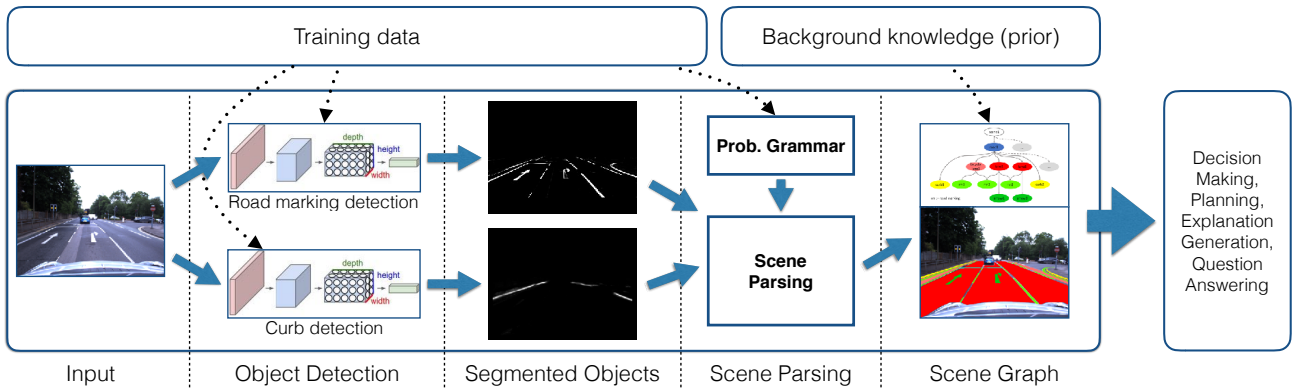 Training data
Background knowledge (prior)
depth
height
width
Road marking detection
depth
height
width
Curb detection
Prob. Grammar
Scene
Parsing
Decision
Making,
Planning,
Explanation
Generation,
Question
Answering
Input
Object Detection
Segmented Objects
Scene Parsing
Scene Graph